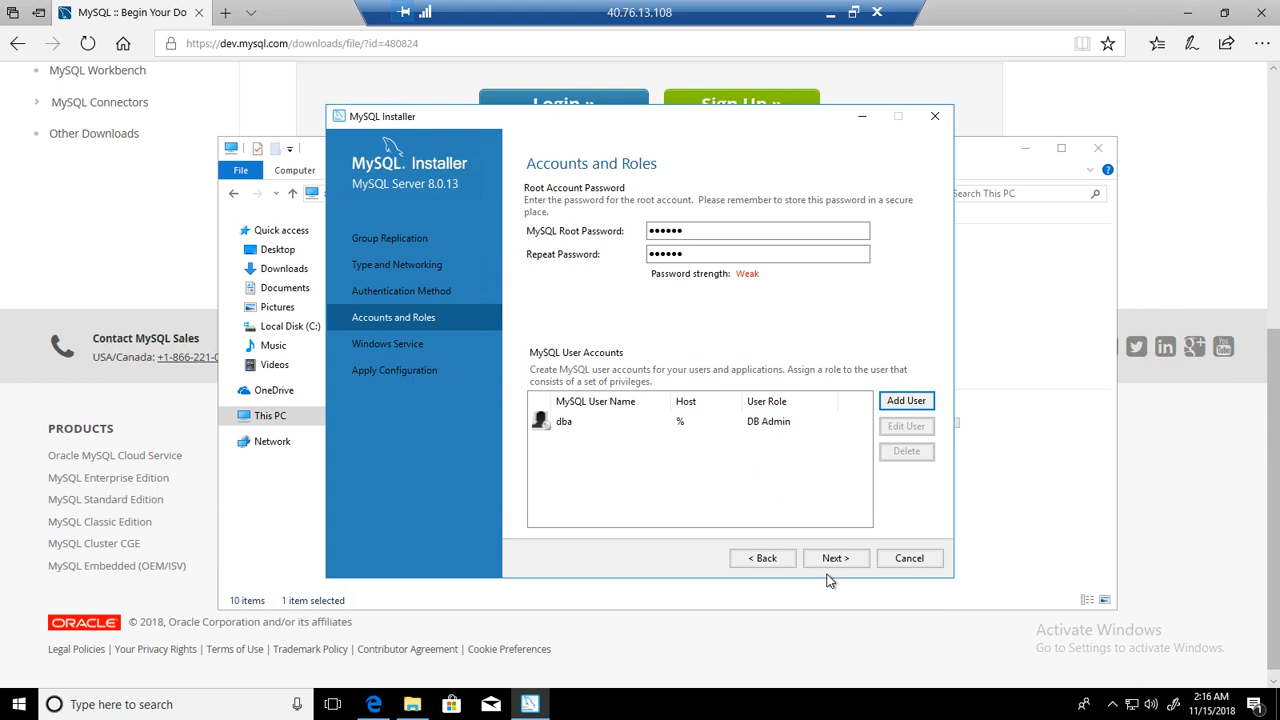 MySQL :: Begin Your Do
40.76.13.108
https://dev.mysql.com/downloads/file/?id=480824
MySQL Workbench
MySQL Connectors
Other Downloads
Login »
Sign Up »
MySQL Installer
MySQL. Installer
MySQL Server 8.0.13
Group Replication
Type and Networking
Authentication Method
Accounts and Roles
Windows Service
Apply Configuration
Accounts and Roles
Root Account Password
Enter the password for the root account. Please remember to store this password in a secure
place.
MySQL Root Password: ••••••
Repeat Password: ••••••
Password strength: Weak
MySQL User Accounts
Create MySQL user accounts for your users and applications. Assign a role to the user that
consists of a set of privileges.
MySQL User Name Host User Role
dba % DB Admin
Add User
Edit User
Delete
< Back Next > Cancel
File Computer
Search This PC
Quick access
Desktop
Downloads
Documents
Pictures
Local Disk (C:)
Music
Videos
OneDrive
This PC
Network
10 items 1 item selected
Contact MySQL Sales
USA/Canada: +1-866-221-0
PRODUCTS
Oracle MySQL Cloud Service
MySQL Enterprise Edition
MySQL Standard Edition
MySQL Classic Edition
MySQL Cluster CGE
MySQL Embedded (OEM/ISV)
ORACLE © 2018, Oracle Corporation and/or its affiliates
Legal Policies | Your Privacy Rights | Terms of Use | Trademark Policy | Contributor Agreement | Cookie Preferences
Activate Windows
Go to Settings to activate Windows.
Type here to search
2:16 AM
11/15/2018